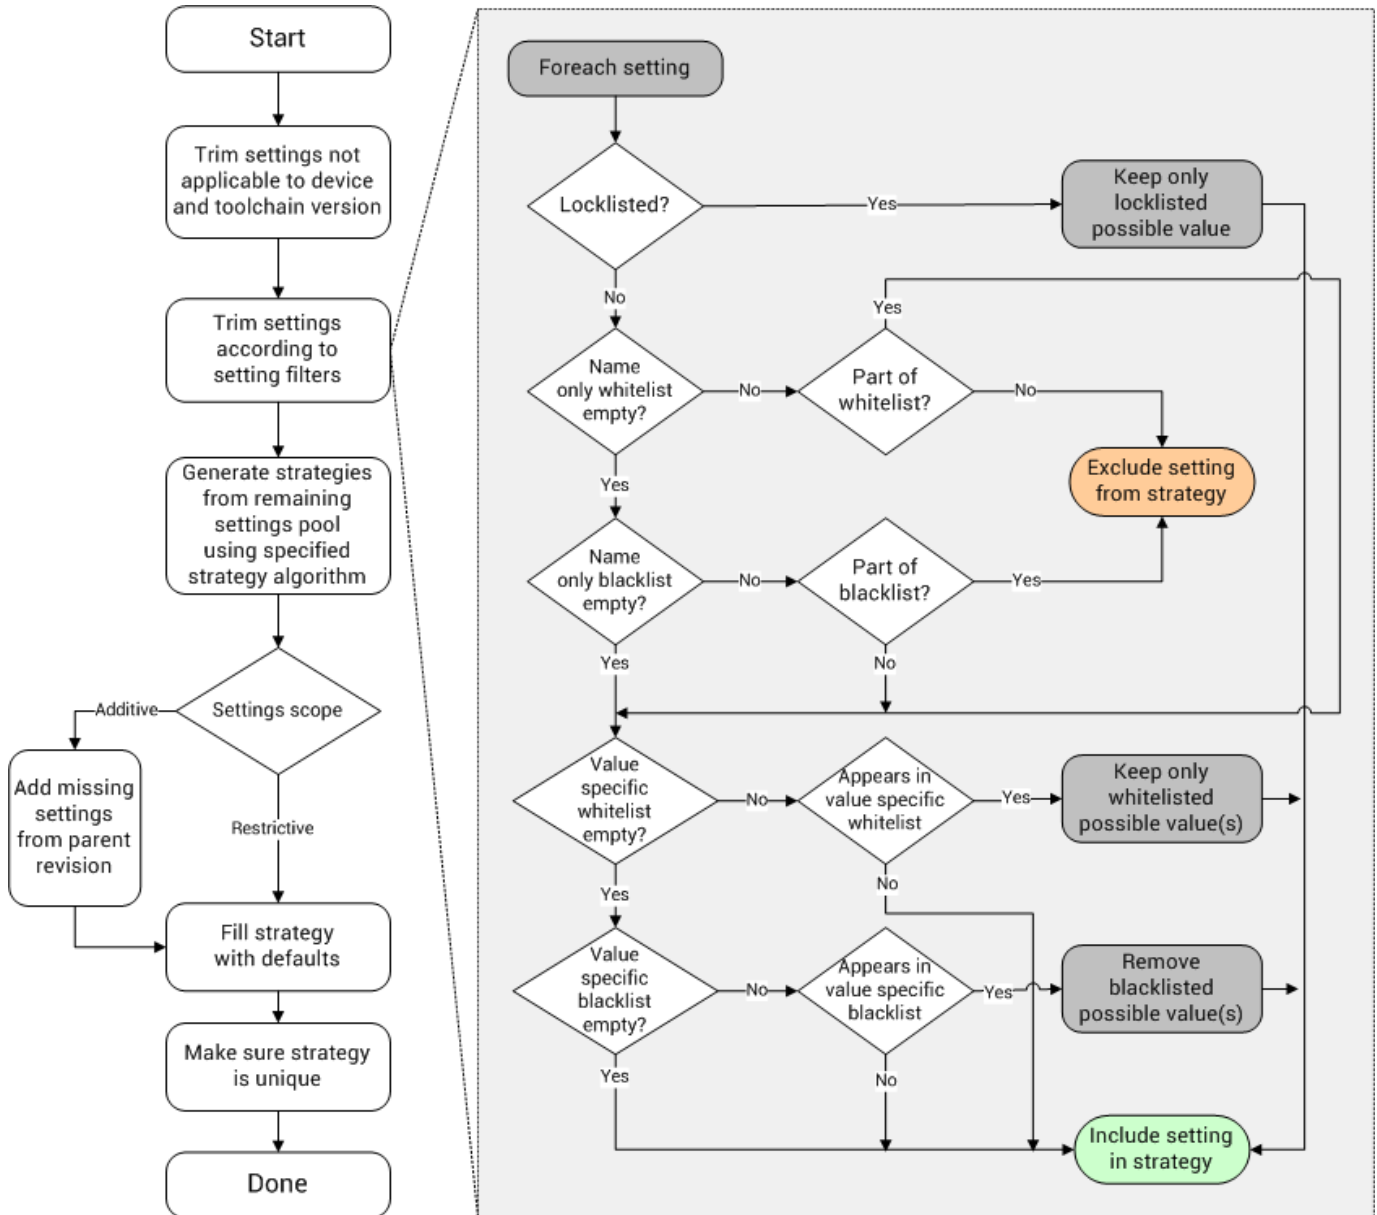 Start
Trim settings not
applicable to device
and toolchain version
Trim settings
according to
setting filters
Generate strategies
from remaining
settings pool
using specified
strategy algorithm
Settings scope
Additive
Restrictive
Add missing
settings
from parent
revision
Fill strategy
with defaults
Make sure strategy
is unique
Done
Foreach setting
Locklisted?
Yes
Keep only
locklisted
possible value
No
Name
only whitelist
empty?
No
Part of
whitelist?
Yes
No
Exclude setting
from strategy
Yes
Name
only blacklist
empty?
No
Part of
blacklist?
Yes
Yes
No
Value
specific
whitelist
empty?
No
Appears in
value specific
whitelist
Yes
Keep only
whitelisted
possible value(s)
Yes
No
Value
specific
blacklist
empty?
No
Appears in
value specific
blacklist
Yes
Remove
blacklisted
possible value(s)
Yes
No
Include setting
in strategy